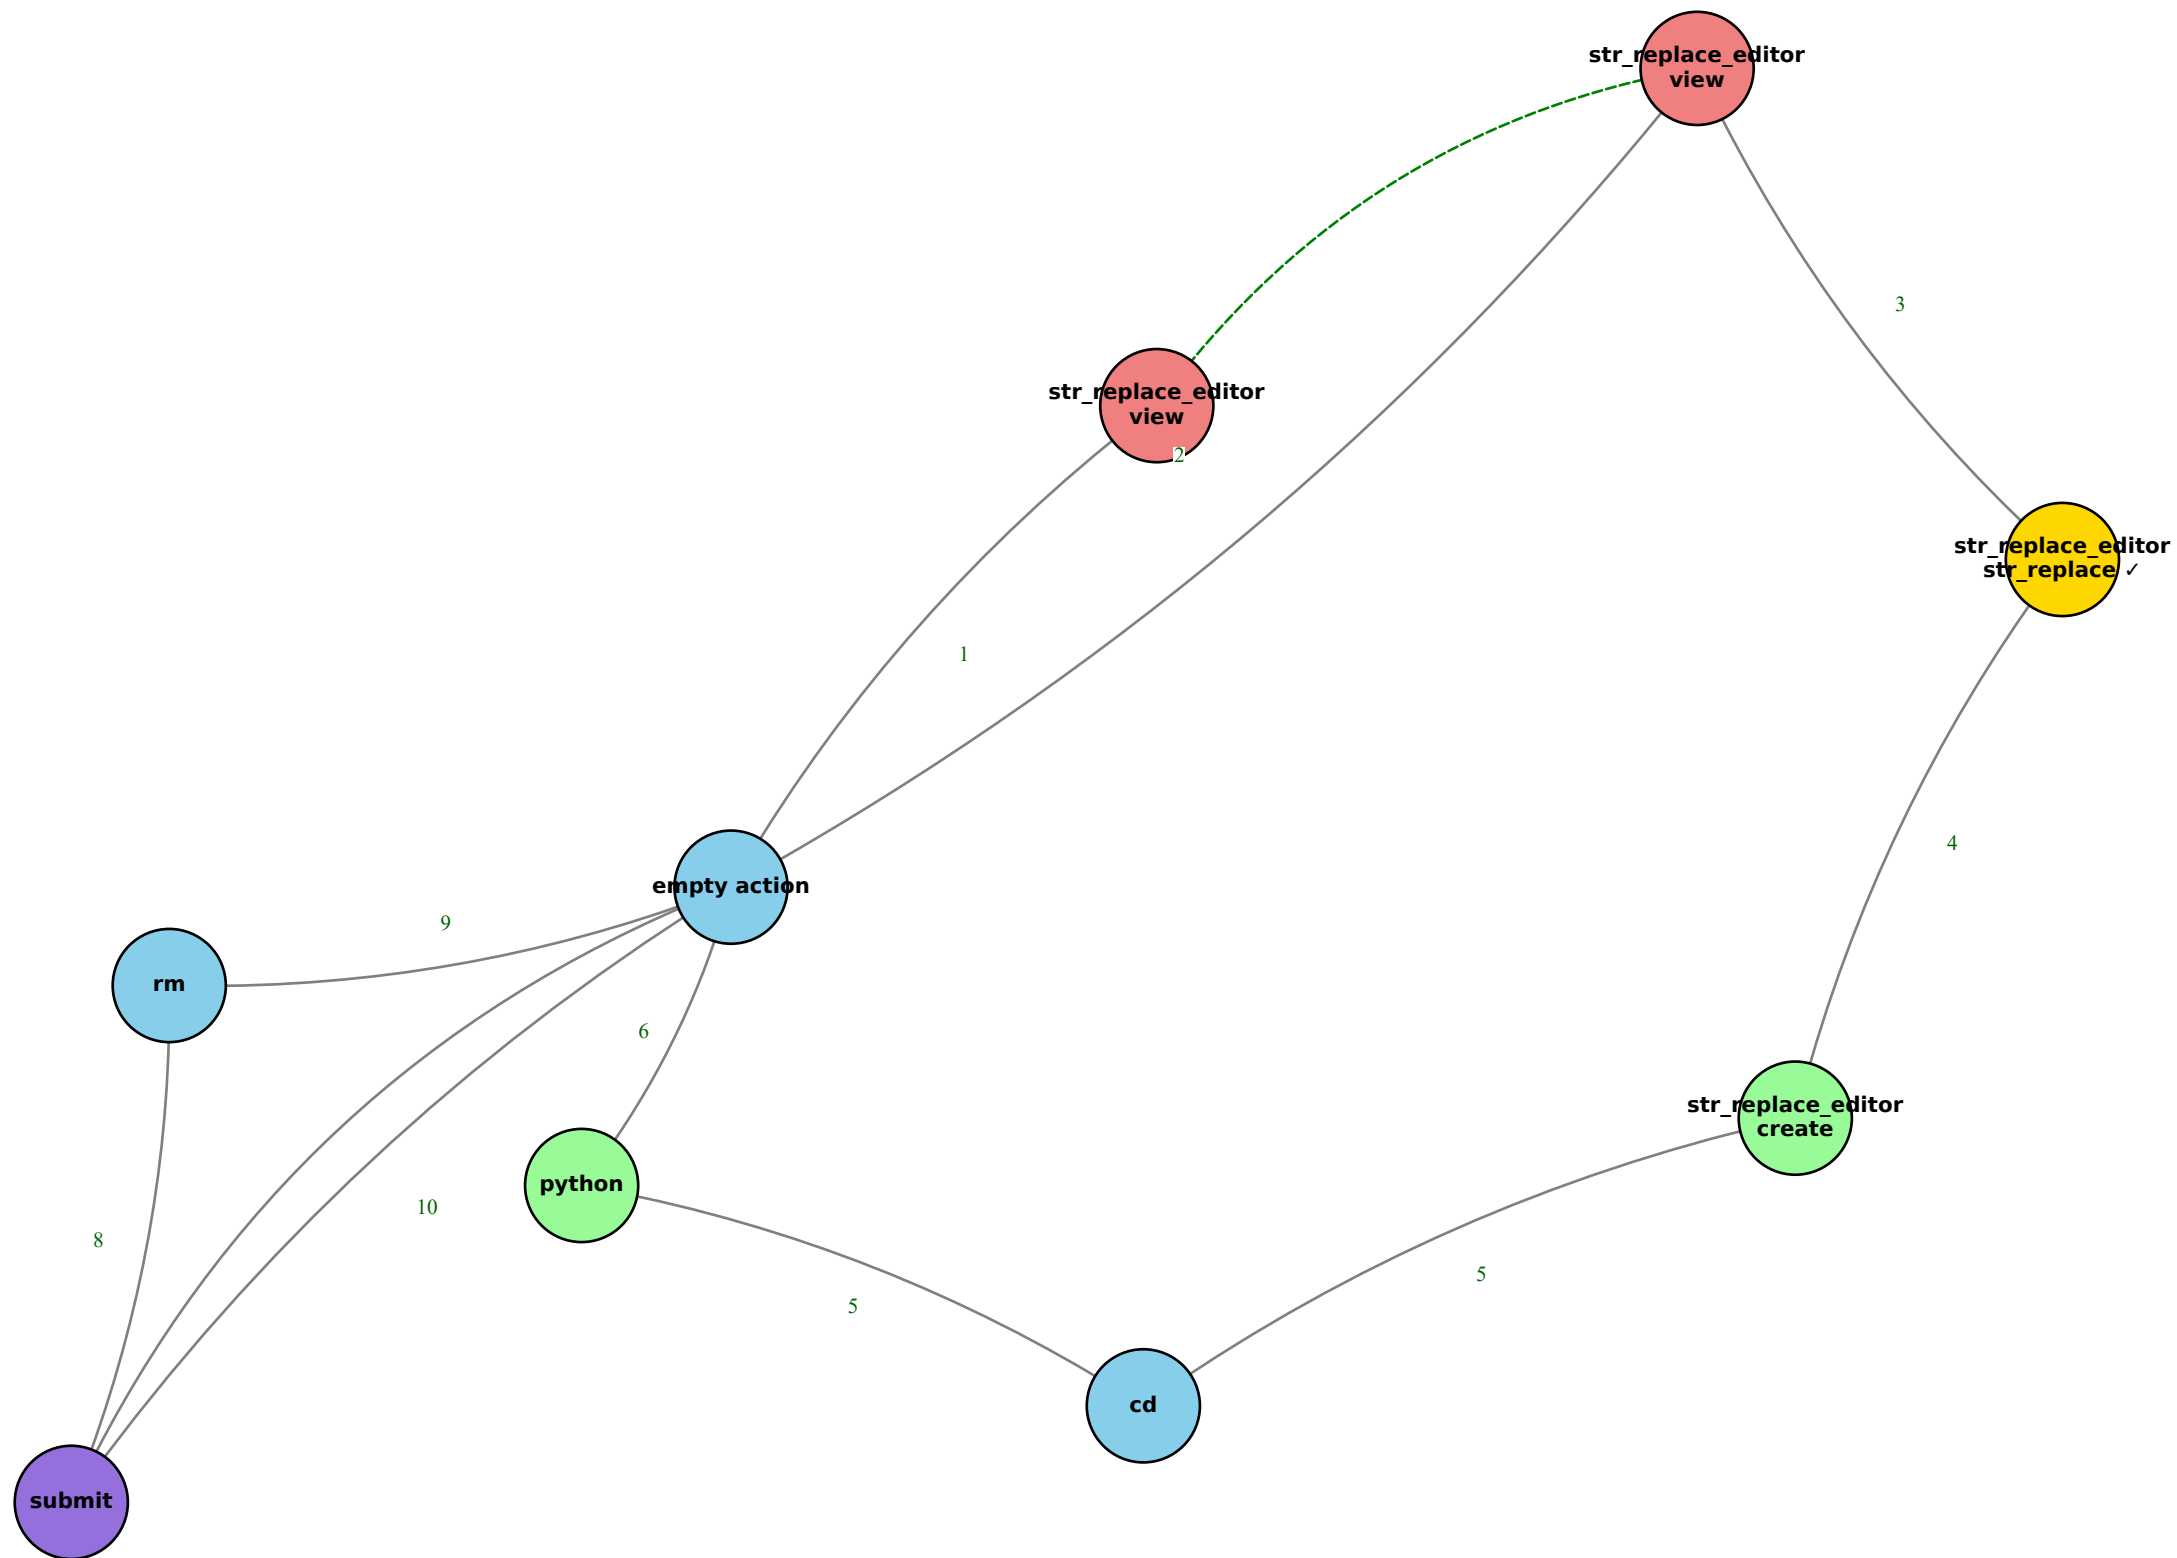 str_replace_editor
view
3
str_replace_editor
view
2
str_replace_editor
str_replace ✓
1
4
empty action
9
rm
6
str_replace_editor
create
python
10
8
5
5
cd
submit